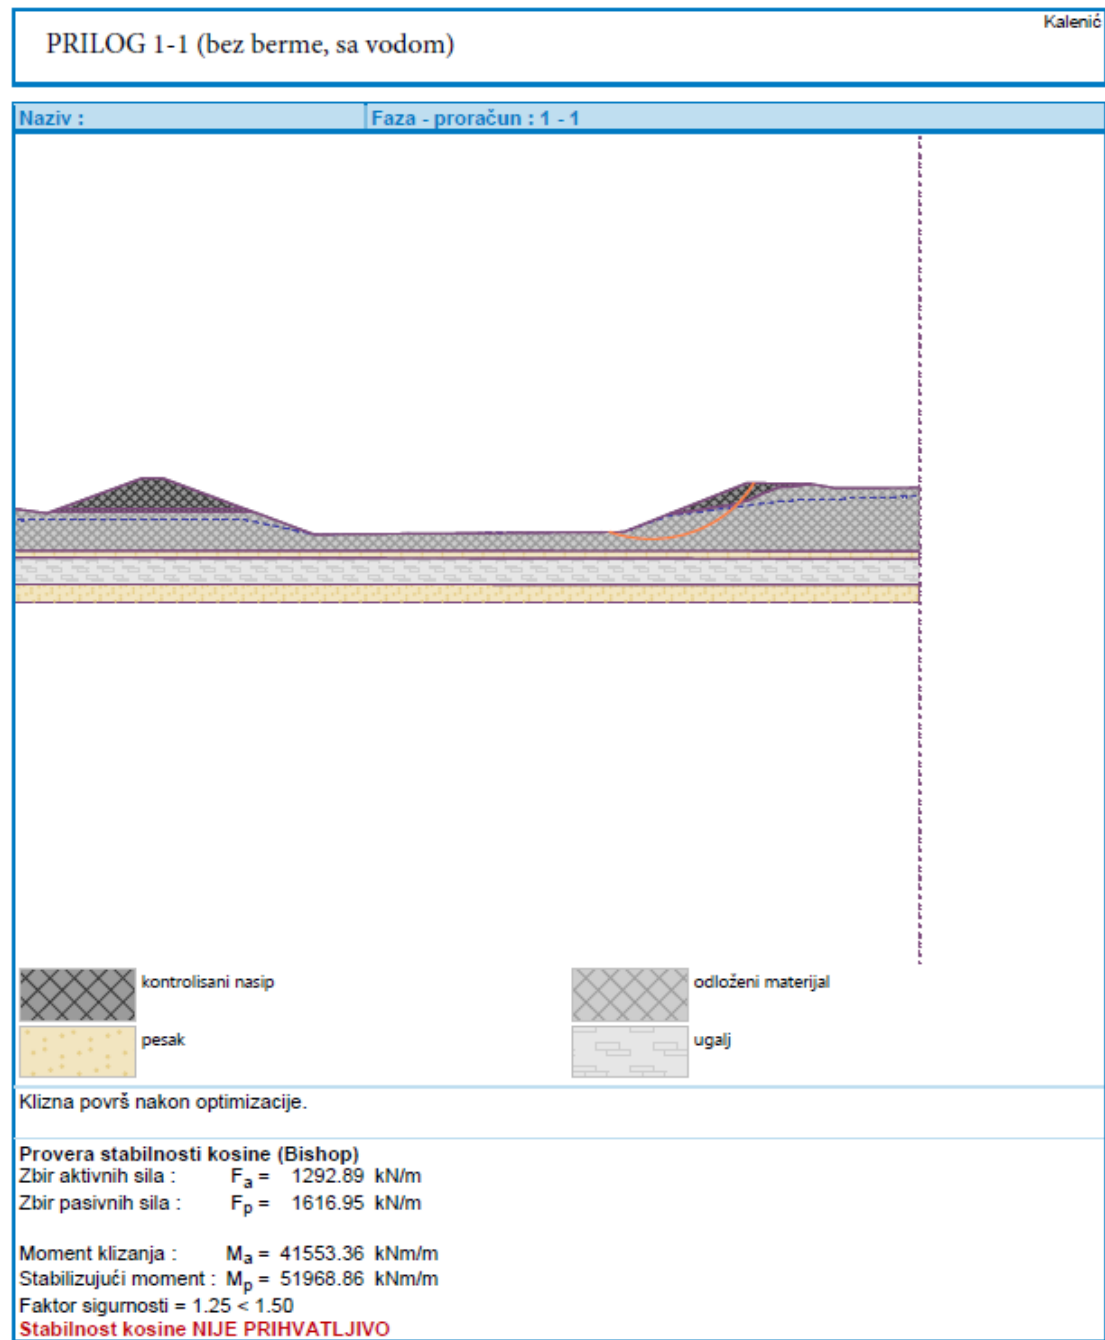 Kalenić
PRILOG 1-1 (bez berme, sa vodom)
Naziv : Faza - proračun : 1 - 1
kontrolisani nasip odloženi materijal
pesak ugalj
Klizna površ nakon optimizacije.
Provera stabilnosti kosine (Bishop)
Zbir aktivnih sila : Fa = 1292.89 kN/m
Zbir pasivnih sila : Fp = 1616.95 kN/m
Moment klizanja : Ma = 41553.36 kNm/m
Stabilizujući moment : Mp = 51968.86 kNm/m
Faktor sigurnosti = 1.25 < 1.50
Stabilnost kosine NIJE PRIHVATLJIVO